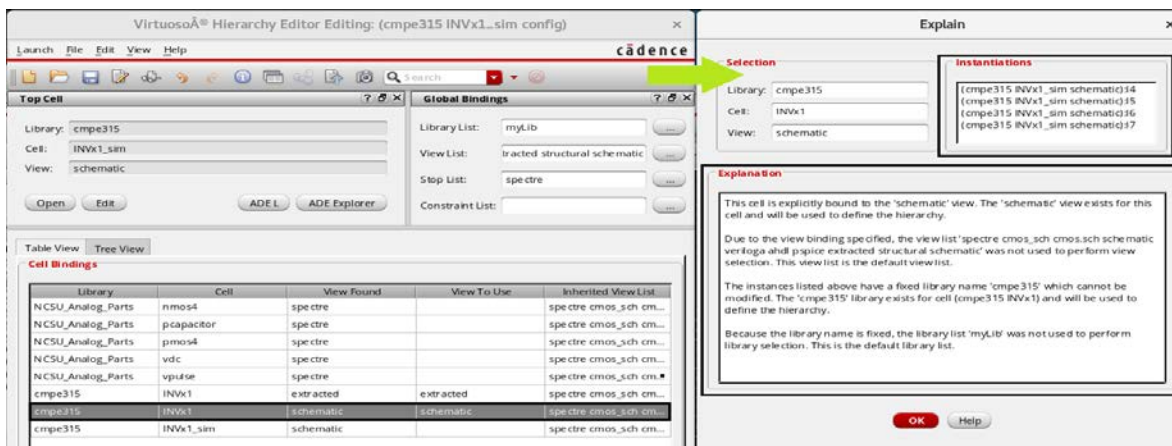 VirtuosoÂ® Hierarchy Editor Editing: (cmpe315 INVx1_sim config)
Launch File Edit View Help
cādence
Search
Top Cell
Library: cmpe315
Cell: INVx1_sim
View: schematic
Open Edit ADE L ADE Explorer
Global Bindings
Library List: myLib
View List: tracted structural schematic
Stop List: spectre
Constraint List:
Table View Tree View
Cell Bindings
Library Cell View Found View To Use Inherited View List
NCSU_Analog_Parts nmos4 spectre spectre cmos_sch cm...
NCSU_Analog_Parts pcapacitor spectre spectre cmos_sch cm...
NCSU_Analog_Parts pmos4 spectre spectre cmos_sch cm...
NCSU_Analog_Parts vdc spectre spectre cmos_sch cm...
NCSU_Analog_Parts vpulse spectre spectre cmos_sch cm.
cmpe315 INVx1 extracted extracted spectre cmos_sch cm...
cmpe315 INVx1 schematic schematic spectre cmos_sch cm...
cmpe315 INVx1_sim schematic spectre cmos_sch cm...
Explain
Selection
Library: cmpe315
Cell: INVx1
View: schematic
Instantiations
(cmpe315 INVx1_sim schematic):I4
(cmpe315 INVx1_sim schematic):I5
(cmpe315 INVx1_sim schematic):I6
(cmpe315 INVx1_sim schematic):I7
Explanation
This cell is explicitly bound to the 'schematic' view. The 'schematic' view exists for this
cell and will be used to define the hierarchy.
Due to the view binding specified, the view list 'spectre cmos_sch cmos.sch schematic
veriloga ahdl pspice extracted structural schematic' was not used to perform view
selection. This view list is the default view list.
The instances listed above have a fixed library name 'cmpe315' which cannot be
modified. The 'cmpe315' library exists for cell (cmpe315 INVx1) and will be used to
define the hierarchy.
Because the library name is fixed, the library list 'myLib' was not used to perform
library selection. This is the default library list.
OK Help